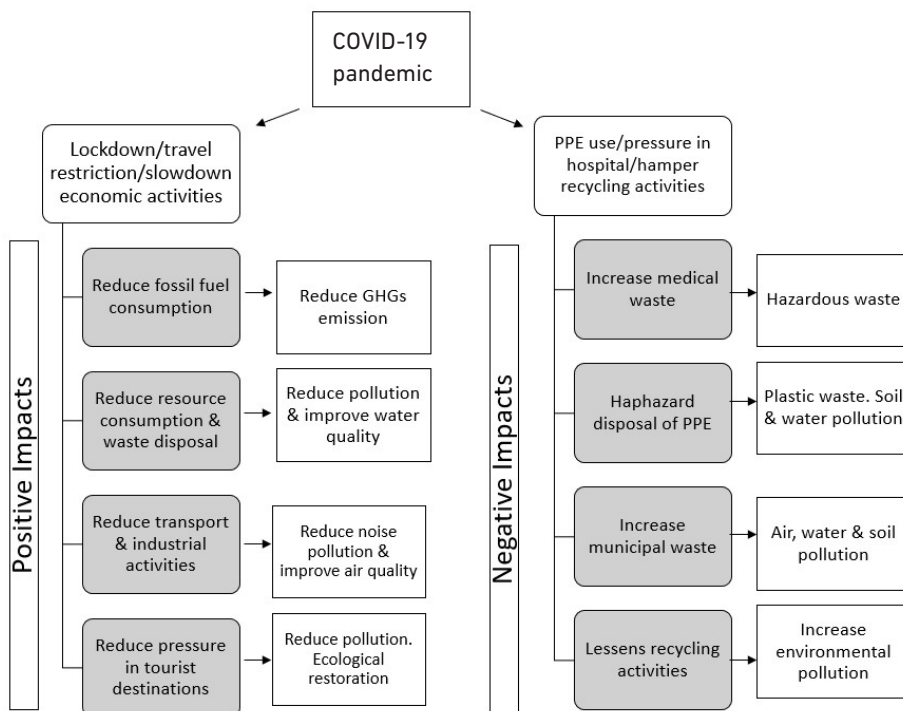 COVID-19
pandemic
Lockdown/travel
restriction/slowdown
economic activities
PPE use/pressure in
hospital/hamper
recycling activities
Positive Impacts
Reduce fossil fuel
consumption
Reduce GHGs
emission
Reduce resource
consumption &
waste disposal
Reduce pollution
& improve water
quality
Reduce transport
& industrial
activities
Reduce noise
pollution &
improve air quality
Reduce pressure
in tourist
destinations
Reduce pollution.
Ecological
restoration
Negative Impacts
Increase medical
waste
Hazardous waste
Haphazard
disposal of PPE
Plastic waste. Soil
& water pollution
Increase
municipal waste
Air, water & soil
pollution
Lessens recycling
activities
Increase
environmental
pollution